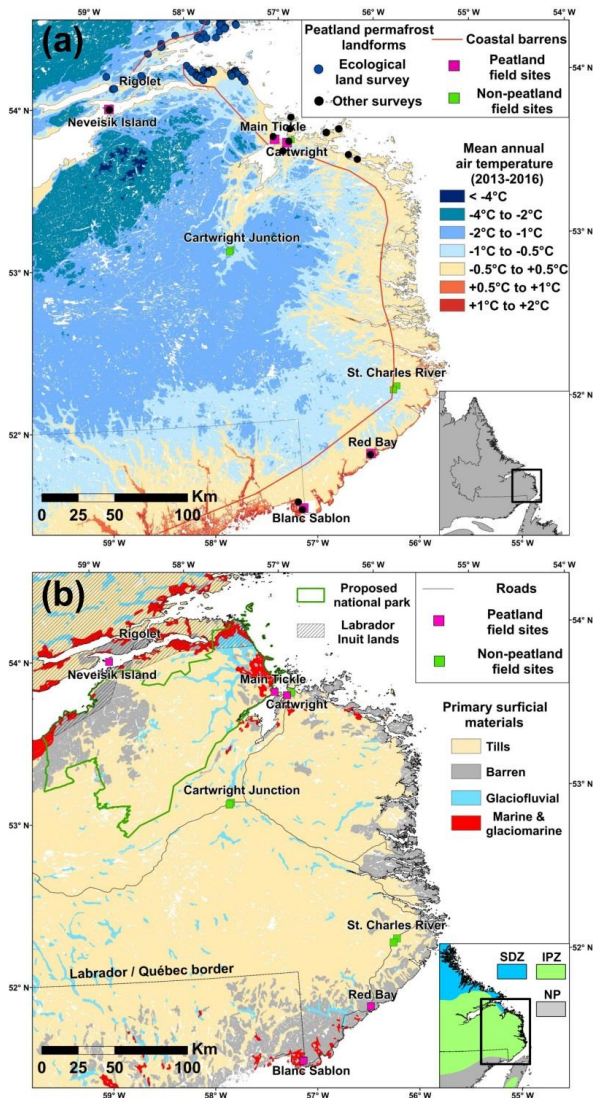 (a)
Peatland permafrost
landforms
Ecological
land survey
Other surveys
Coastal barrens
Peatland
field sites
Non-peatland
field sites
Rigolet
54°N
Neveisik Island
Main Tickle
Cartwright
54°N
Mean annual
air temperature
(2013-2016)
< -4°C
-4°C to -2°C
-2°C to -1°C
-1°C to -0.5°C
-0.5°C to +0.5°C
+0.5°C to +1°C
+1°C to +2°C
Cartwright Junction
53°N
53°N
St. Charles River
52°N
52°N
Red Bay
Km
0 25 50 100
Blanc Sablon
59°W 58°W 57°W 56°W 55°W 54°W
(b)
Proposed
national park
Labrador
Inuit lands
Roads
Peatland
field sites
Non-peatland
field sites
Rigolet
54°N
Neveisik Island
Main Tickle
Cartwright
54°N
Primary surficial
materials
Tills
Barren
Glaciofluvial
Marine &
glaciomarine
Cartwright Junction
53°N
53°N
St. Charles River
Labrador / Québec border
52°N
52°N
SDZ IPZ
NP
Red Bay
Km
0 25 50 100
Blanc Sablon
59°W 58°W 57°W 56°W 55°W 54°W